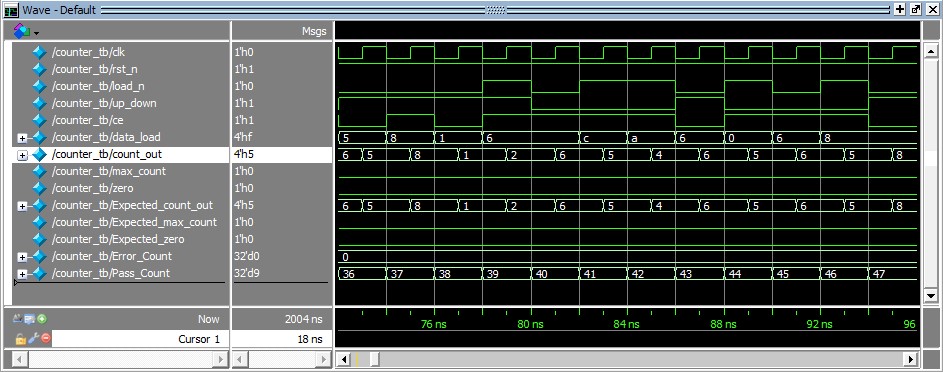 Wave - Default
Msgs
/counter_tb/clk 1'h0
/counter_tb/rst_n 1'h1
/counter_tb/load_n 1'h0
/counter_tb/up_down 1'h1
/counter_tb/ce 1'h1
/counter_tb/data_load 4'hf 5 8 1 6 c a 6 0 6 8
/counter_tb/count_out 4'h5 6 5 8 1 2 6 5 4 6 5 6 5 8
/counter_tb/max_count 1'h0
/counter_tb/zero 1'h0
/counter_tb/Expected_count_out 4'h5 6 5 8 1 2 6 5 4 6 5 6 5 8
/counter_tb/Expected_max_count 1'h0
/counter_tb/Expected_zero 1'h0
/counter_tb/Error_Count 32'd0 0
/counter_tb/Pass_Count 32'd9 36 37 38 39 40 41 42 43 44 45 46 47
Now 2004 ns 76 ns 80 ns 84 ns 88 ns 92 ns 96
Cursor 1 18 ns